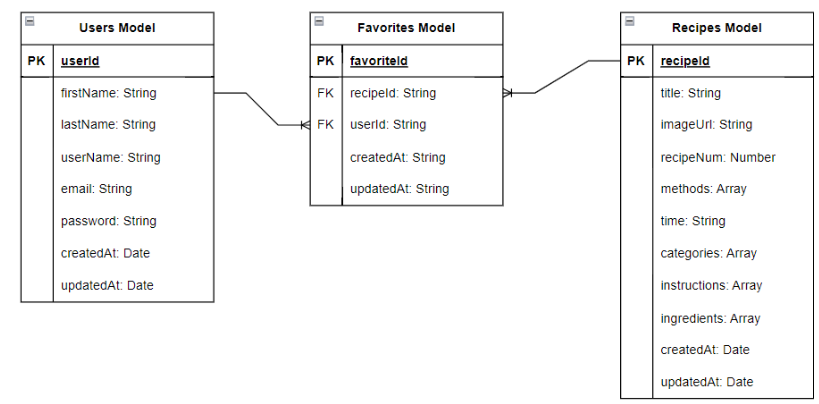 Users Model
PK userId
firstName: String
lastName: String
userName: String
email: String
password: String
createdAt: Date
updatedAt: Date
Favorites Model
PK favoriteId
FK recipeId: String
FK userId: String
createdAt: String
updatedAt: String
Recipes Model
PK recipeId
title: String
imageUrl: String
recipeNum: Number
methods: Array
time: String
categories: Array
instructions: Array
ingredients: Array
createdAt: Date
updatedAt: Date